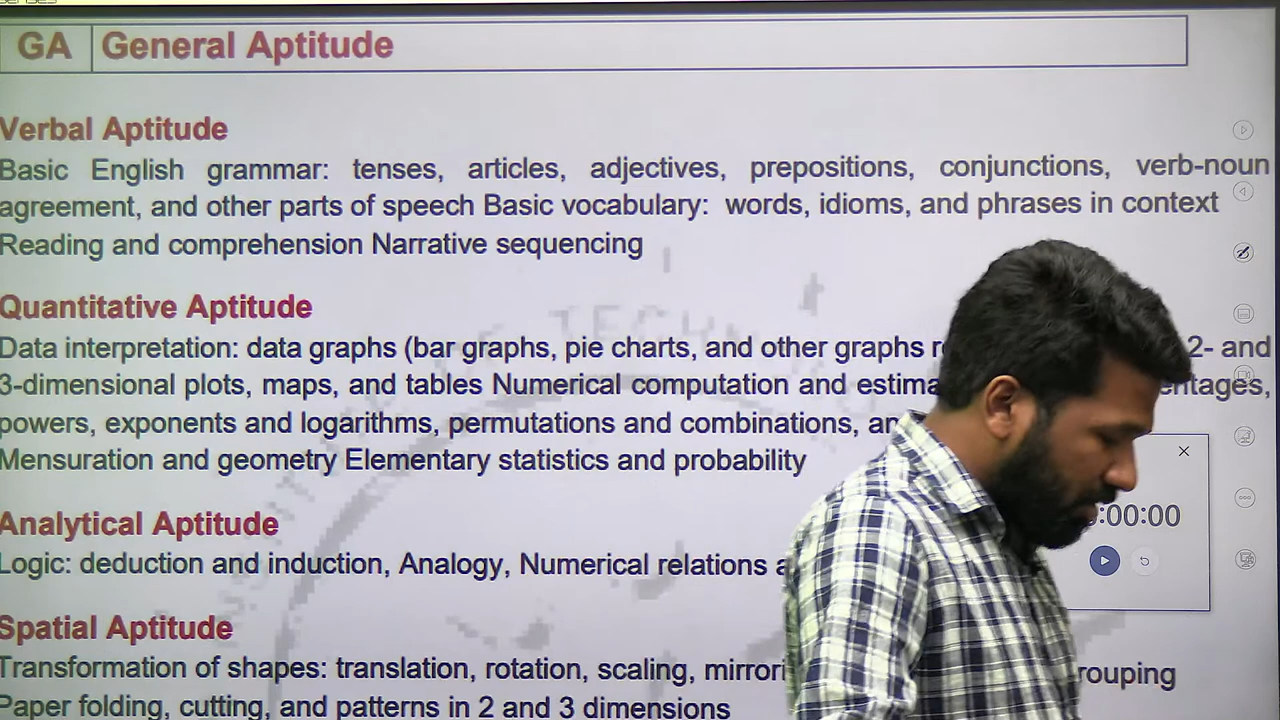 GA General Aptitude
Verbal Aptitude
Basic English grammar: tenses, articles, adjectives, prepositions, conjunctions, verb-noun
agreement, and other parts of speech Basic vocabulary: words, idioms, and phrases in context
Reading and comprehension Narrative sequencing
Quantitative Aptitude
Data interpretation: data graphs (bar graphs, pie charts, and other graphs 2- and
3-dimensional plots, maps, and tables Numerical computation and
powers, exponents and logarithms, permutations and combinations,
Mensuration and geometry Elementary statistics and probability
:00:00
Analytical Aptitude
Logic: deduction and induction, Analogy, Numerical relations
Spatial Aptitude
Transformation of shapes: translation, rotation, scaling,
Paper folding, cutting, and patterns in 2 and 3 dimensions